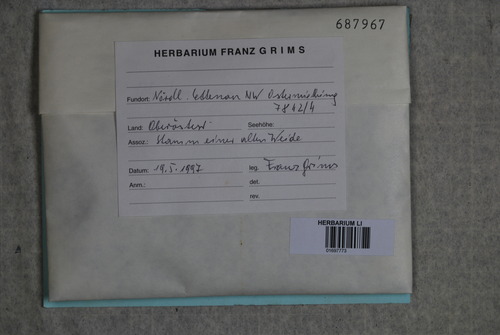 687967
HERBARIUM FRANZ GRIMS
Fundort: Nördl. Ettenau NW Ostermiething
7842/4
Land: Oberösterr. Seehöhe:
Assoz.: Stamm einer alten Weide
Datum: 19.5.1997 leg. Franz Grims
Anm.: det.
rev.
HERBARIUM LI